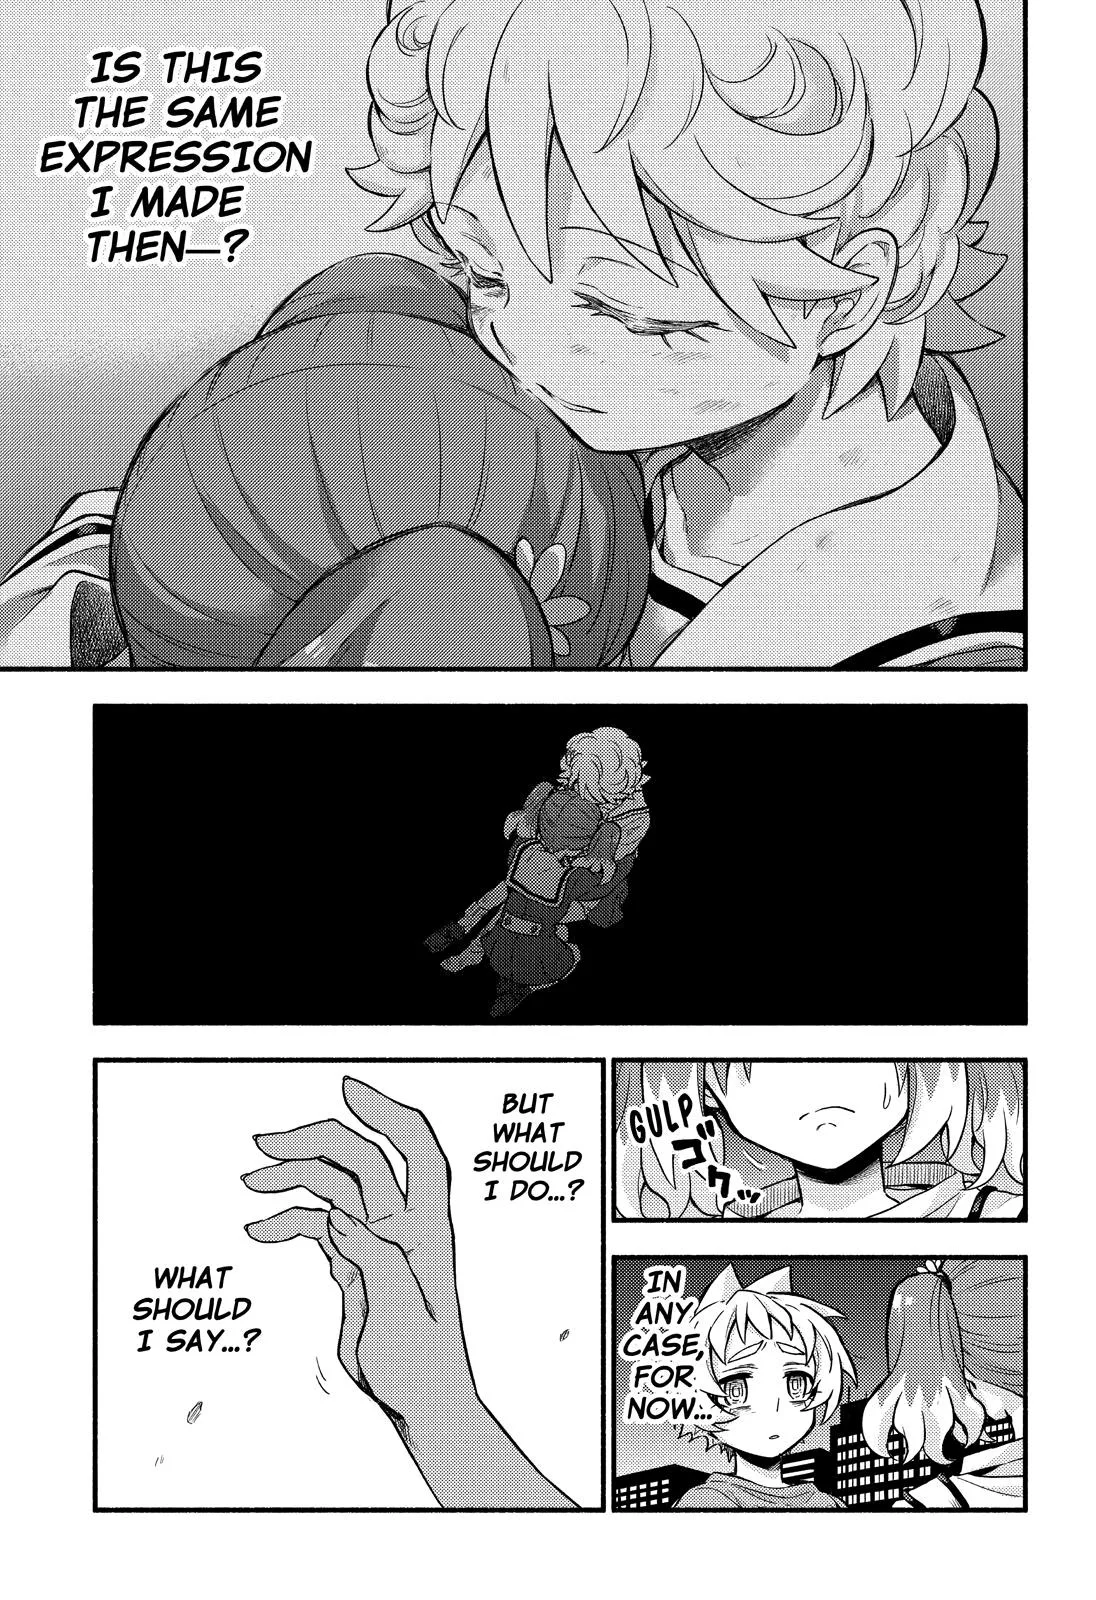 IS THIS
THE SAME
EXPRESSION
I MADE
THEN—?
GULP
ゴクッ
BUT
WHAT
SHOULD
I DO...?
WHAT
SHOULD
I SAY...?
IN
ANY
CASE,
FOR
NOW...